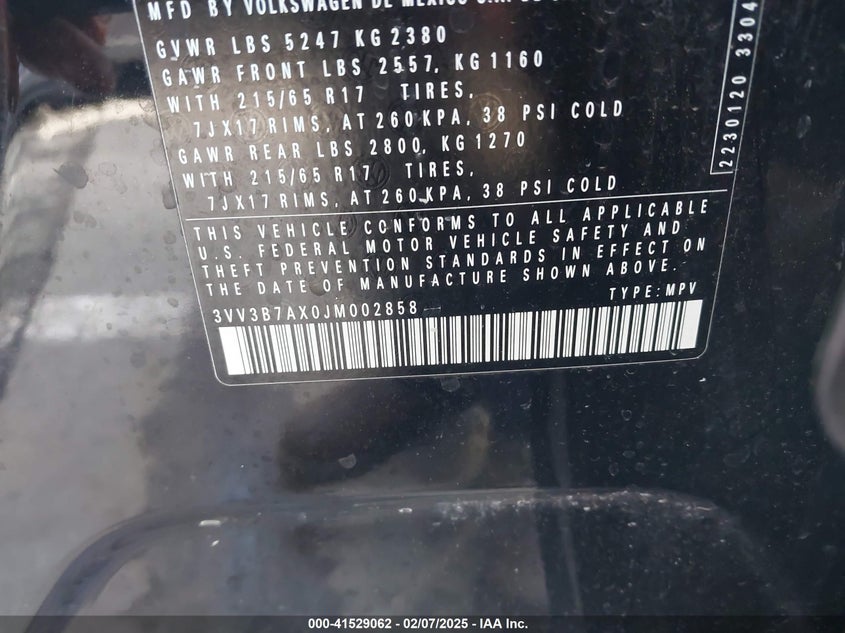 MFD BY VOLKSWAGEN DE MEXICO
GVWR LBS 5247 KG 2380
GAWR FRONT LBS 2557, KG 1160
WITH 215/65 R17 TIRES,
7JX17 RIMS, AT 260 KPA, 38 PSI COLD
GAWR REAR LBS 2800, KG 1270
WITH 215/65 R17 TIRES,
7JX17 RIMS, AT 260 KPA, 38 PSI COLD
THIS VEHICLE CONFORMS TO ALL APPLICABLE
U.S. FEDERAL MOTOR VEHICLE SAFETY AND
THEFT PREVENTION STANDARDS IN EFFECT ON
THE DATE OF MANUFACTURE SHOWN ABOVE.
3VV3B7AX0JM002858 TYPE: MPV
2230120 3304
000-41529062 - 02/07/2025 - IAA Inc.